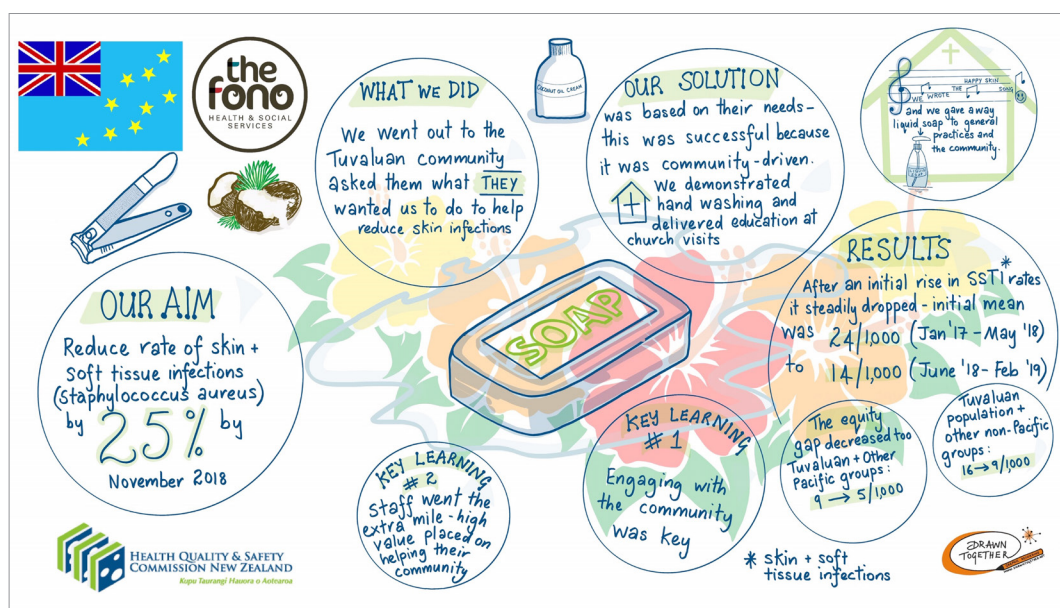 the
fono
HEALTH & SOCIAL
SERVICES
WHAT WE DID
We went out to the
Tuvaluan community
asked them what THEY
wanted us to do to help
reduce skin infections
COCONUT OIL CREAM
OUR SOLUTION
was based on their needs-
this was successful because
it was community-driven.
We demonstrated
hand washing and
delivered education at
church visits
WE WROTE THE HAPPY SKIN SONG
and we gave away
liquid soap to general
practices and
the community.
OUR AIM
Reduce rate of skin +
Soft tissue infections
(Staphylococcus aureus)
by 25% by
November 2018
SOAP
RESULTS
After an initial rise in SSTI* rates
it steadily dropped - initial mean
was 24/1,000 (Jan '17 - May '18)
to 14/1,000 (June '18 - Feb '19)
The equity
gap decreased too
Tuvaluan + Other
Pacific groups:
9 → 5/1,000
Tuvaluan
population +
other non-Pacific
groups:
16 → 9/1000
KEY LEARNING
# 1
Engaging with
the community
was key
KEY LEARNING
# 2
Staff went the
extra mile - high
value placed on
helping their
community
* skin + soft
tissue infections
HEALTH QUALITY & SAFETY
COMMISSION NEW ZEALAND
Kupu Taurangi Hauora o Aotearoa
DRAWN
TOGETHER